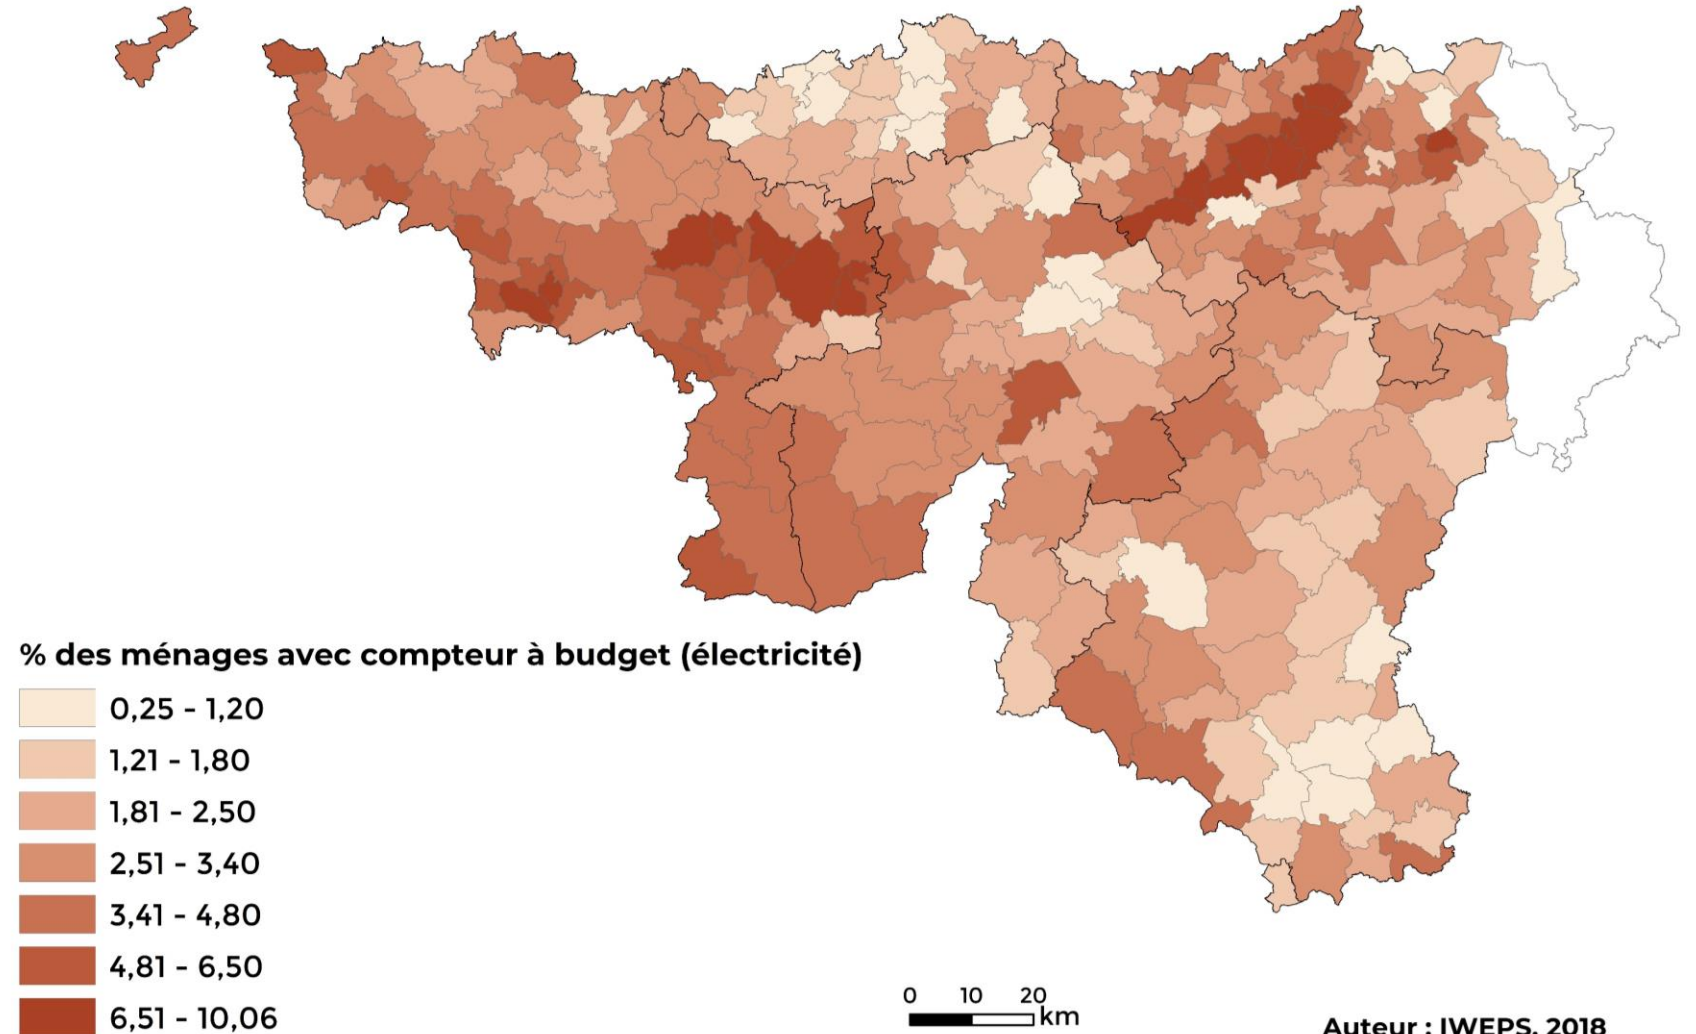 % des ménages avec compteur à budget (électricité)
0,25 - 1,20
1,21 - 1,80
1,81 - 2,50
2,51 - 3,40
3,41 - 4,80
4,81 - 6,50
6,51 - 10,06
0 10 20
km
Auteur : IWEPS, 2018